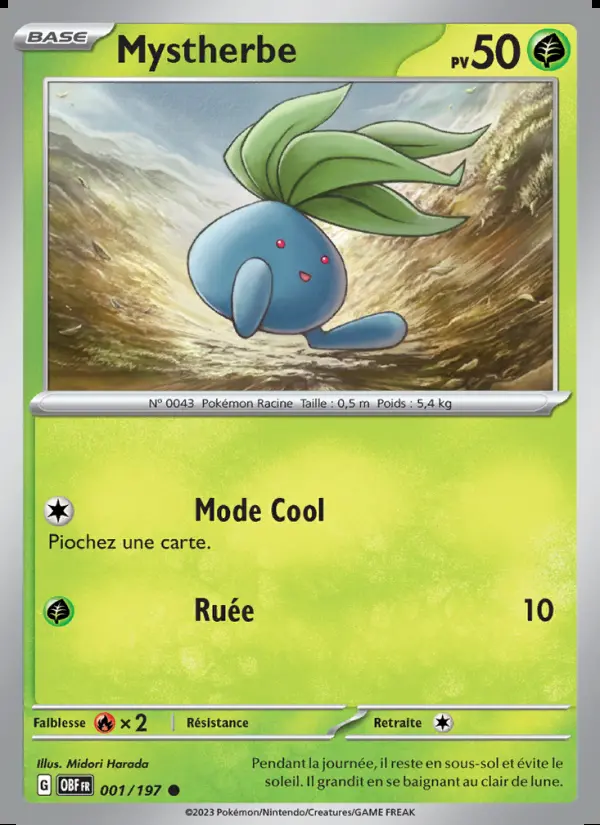 BASE Mystherbe PV 50
N° 0043 Pokémon Racine Taille : 0,5 m Poids : 5,4 kg
Mode Cool
Piochez une carte.
Ruée 10
Faiblesse ×2 Résistance Retraite
Illus. Midori Harada
G OBF FR 001/197
Pendant la journée, il reste en sous-sol et évite le
soleil. Il grandit en se baignant au clair de lune.
©2023 Pokémon/Nintendo/Creatures/GAME FREAK